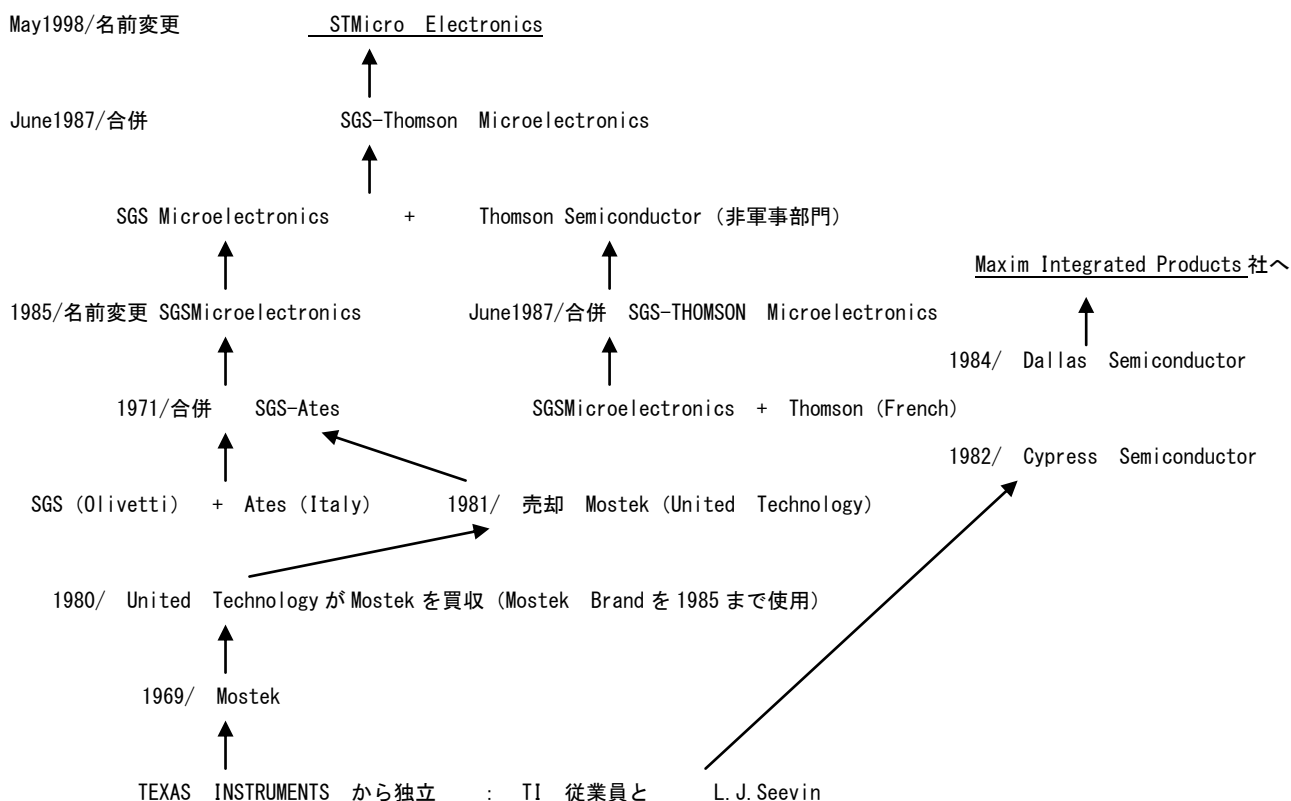 May1998/名前変更 STMicro Electronics
June1987/合併 SGS-Thomson Microelectronics
SGS Microelectronics + Thomson Semiconductor (非軍事部門)
Maxim Integrated Products 社へ
1985/名前変更 SGSMicroelectronics June1987/合併 SGS-THOMSON Microelectronics
1984/ Dallas Semiconductor
1971/合併 SGS-Ates SGSMicroelectronics + Thomson (French)
1982/ Cypress Semiconductor
SGS (Olivetti) + Ates (Italy) 1981/ 売却 Mostek (United Technology)
1980/ United Technology が Mostek を買収 (Mostek Brand を 1985 まで使用)
1969/ Mostek
TEXAS INSTRUMENTS から独立 : TI 従業員と L.J.Seevin